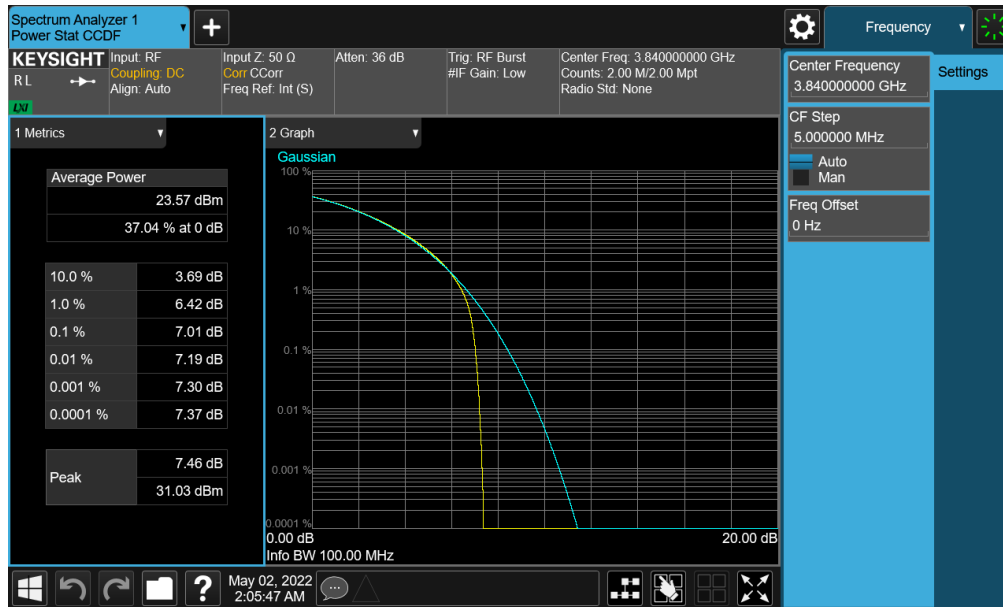 Spectrum Analyzer 1
Power Stat CCDF
Frequency
KEYSIGHT
R L
LXI
Input: RF
Coupling: DC
Align: Auto
Input Z: 50 Ω
Corr CCorr
Freq Ref: Int (S)
Atten: 36 dB
Trig: RF Burst
#IF Gain: Low
Center Freq: 3.840000000 GHz
Counts: 2.00 M/2.00 Mpt
Radio Std: None
Center Frequency
3.840000000 GHz
Settings
CF Step
5.000000 MHz
Auto
Man
Freq Offset
0 Hz
1 Metrics
Average Power
23.57 dBm
37.04 % at 0 dB
10.0 % 3.69 dB
1.0 % 6.42 dB
0.1 % 7.01 dB
0.01 % 7.19 dB
0.001 % 7.30 dB
0.0001 % 7.37 dB
Peak
7.46 dB
31.03 dBm
2 Graph
Gaussian
100 %
10 %
1 %
0.1 %
0.01 %
0.001 %
0.0001 %
0.00 dB 20.00 dB
Info BW 100.00 MHz
?
May 02, 2022
2:05:47 AM